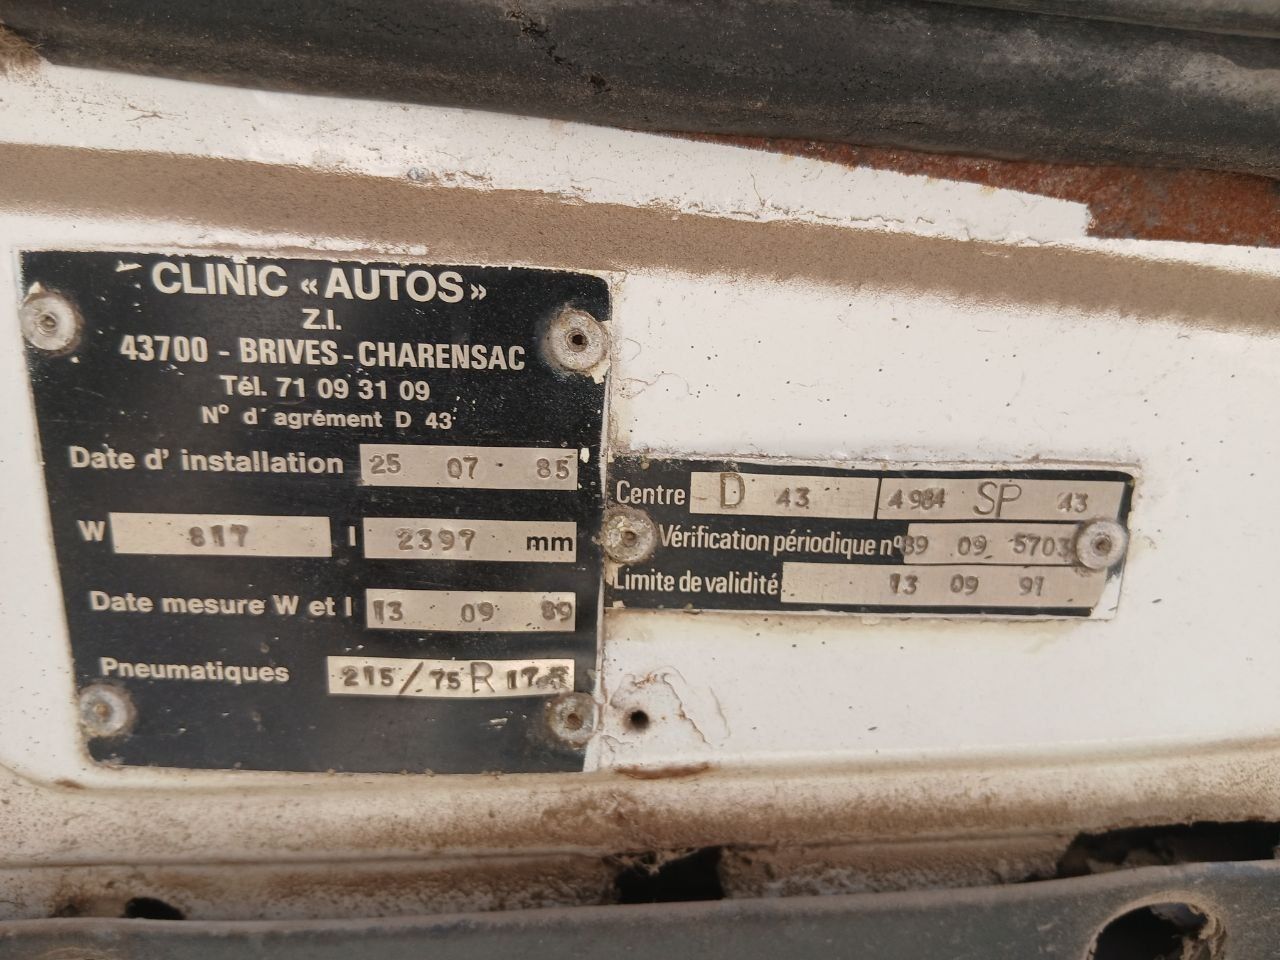 CLINIC « AUTOS »
Z.I.
43700 - BRIVES - CHARENSAC
Tél. 71 09 31 09
N° d'agrément D 43
Date d'installation 25 07 85
W 817 l 2397 mm
Date mesure W et l 13 09 89
Pneumatiques 215/75 R 17.5
Centre D 43 4984 SP 43
Vérification périodique n° 89 09 5703
Limite de validité 13 09 91